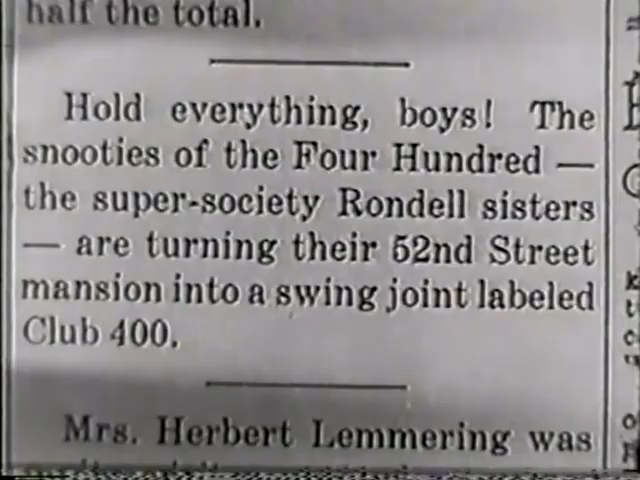 half the total.
Hold everything, boys! The
snooties of the Four Hundred —
the super-society Rondell sisters
— are turning their 52nd Street
mansion into a swing joint labeled
Club 400.
Mrs. Herbert Lemmering was